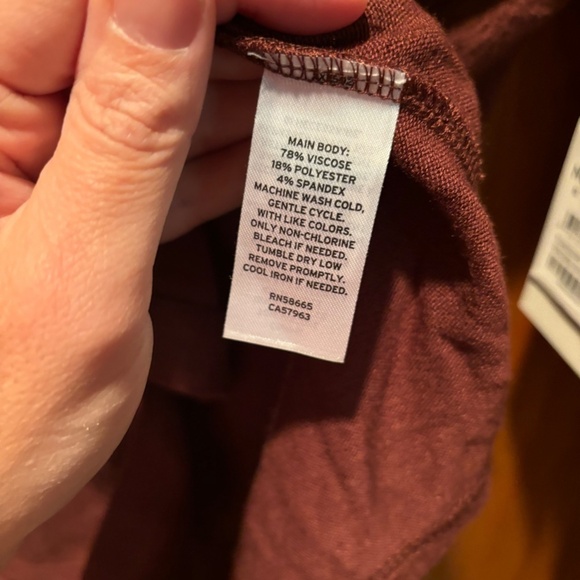 MAIN BODY:
78% VISCOSE
18% POLYESTER
4% SPANDEX
MACHINE WASH COLD,
GENTLE CYCLE.
WITH LIKE COLORS.
ONLY NON-CHLORINE
BLEACH IF NEEDED.
TUMBLE DRY LOW
REMOVE PROMPTLY.
COOL IRON IF NEEDED.
RN58665
CA57963